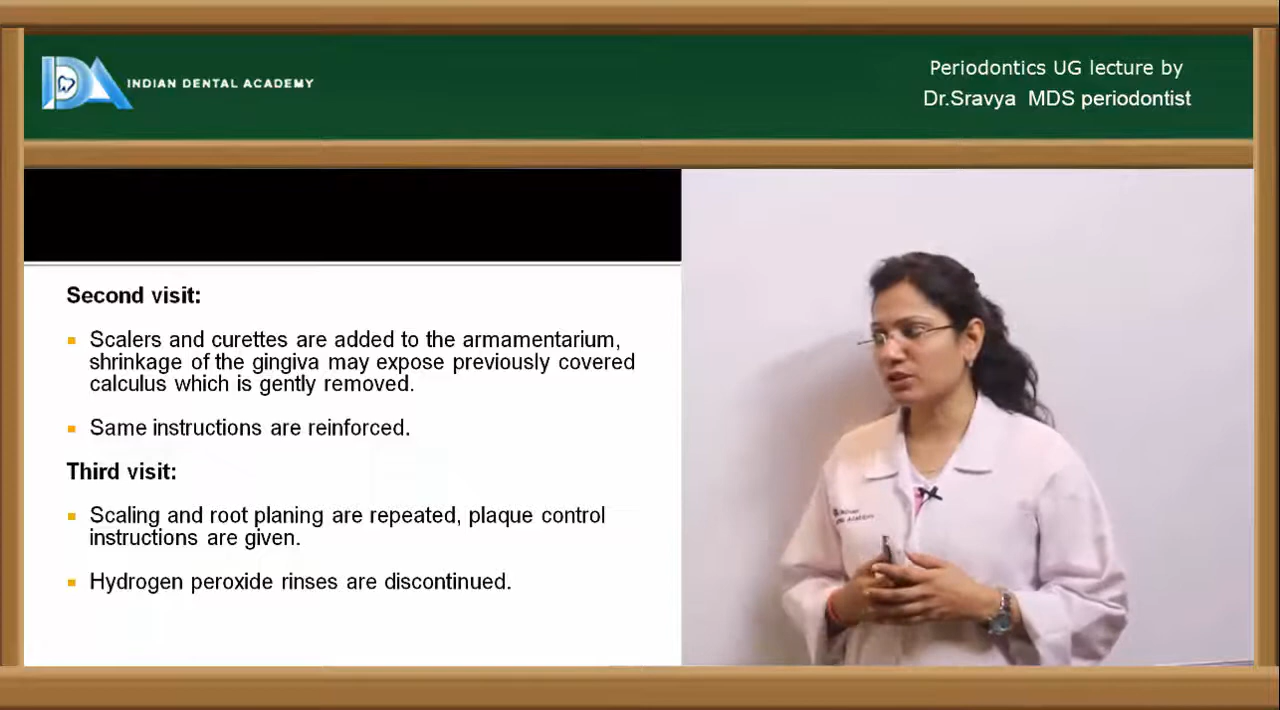 INDIAN DENTAL ACADEMY
Periodontics UG lecture by
Dr.Sravya MDS periodontist
Second visit:
Scalers and curettes are added to the armamentarium,
shrinkage of the gingiva may expose previously covered
calculus which is gently removed.
Same instructions are reinforced.
Third visit:
Scaling and root planing are repeated, plaque control
instructions are given.
Hydrogen peroxide rinses are discontinued.